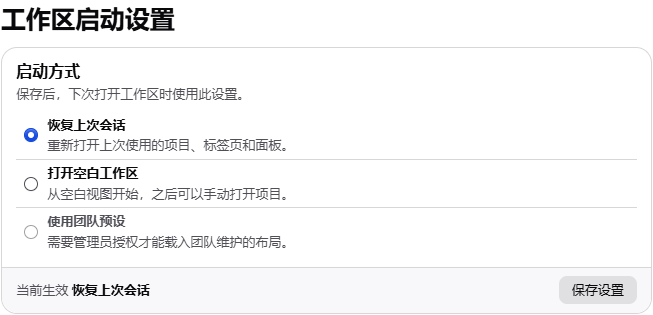 工作区启动设置
启动方式
保存后，下次打开工作区时使用此设置。
恢复上次会话
重新打开上次使用的项目、标签页和面板。
打开空白工作区
从空白视图开始，之后可以手动打开项目。
使用团队预设
需要管理员授权才能载入团队维护的布局。
当前生效 恢复上次会话
保存设置